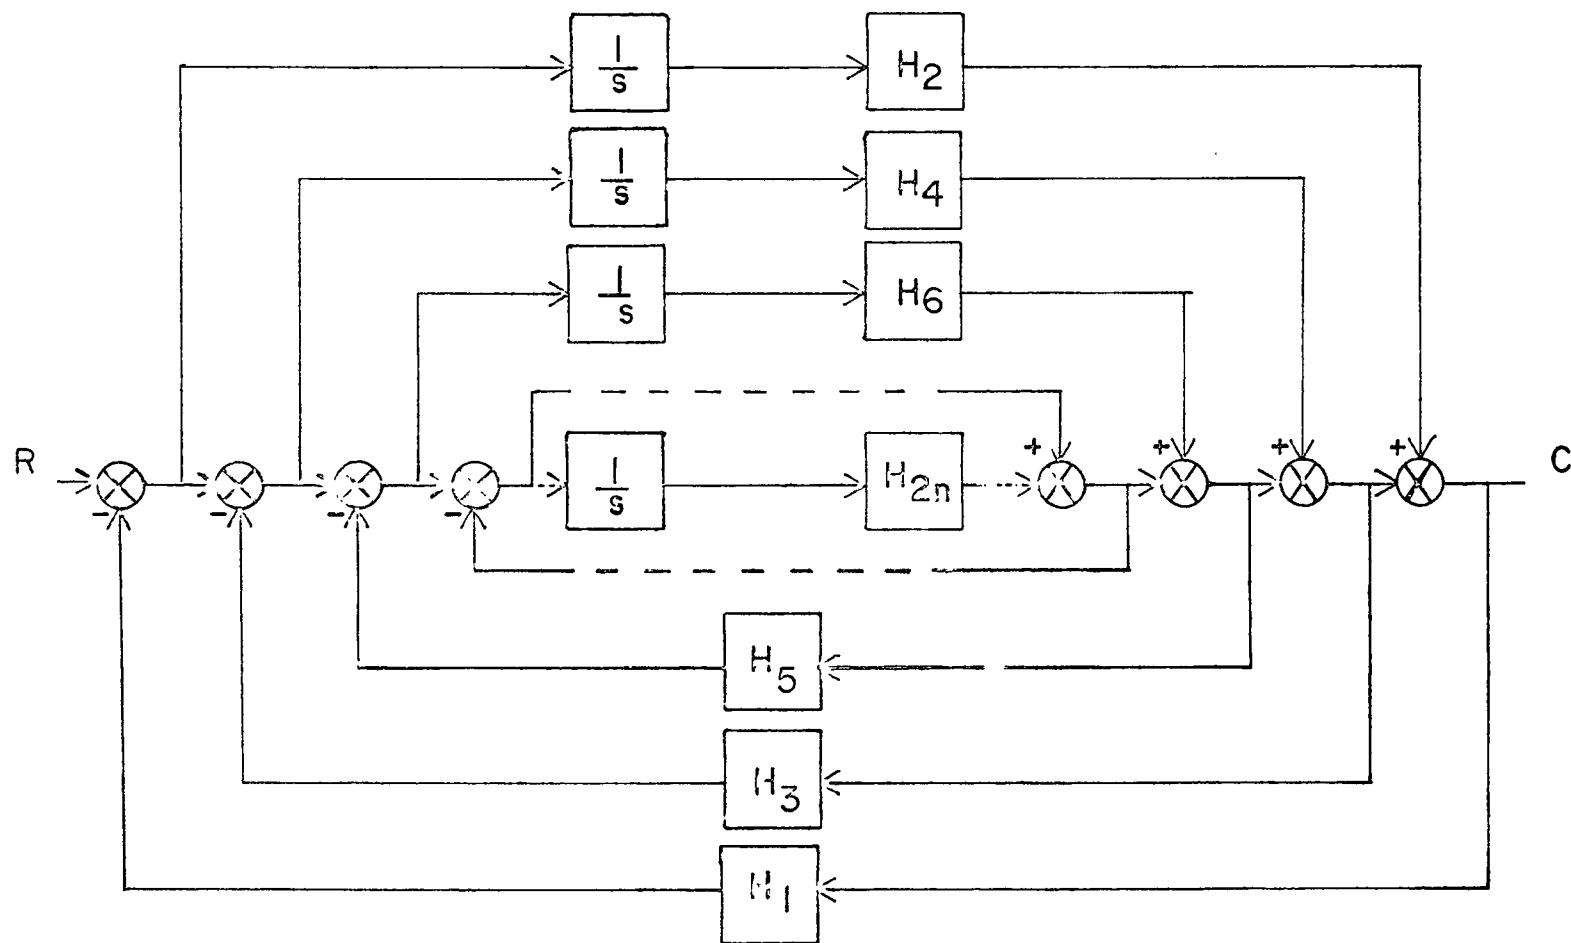 1/s H2
1/s H4
1/s H6
R - - - - 1/s H2n + + + + C
H5
H3
H1